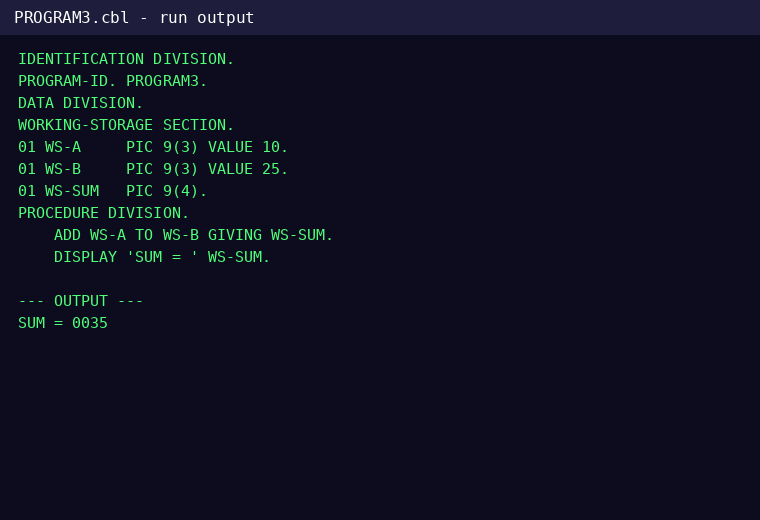 PROGRAM3.cbl - run output
IDENTIFICATION DIVISION.
PROGRAM-ID. PROGRAM3.
DATA DIVISION.
WORKING-STORAGE SECTION.
01 WS-A     PIC 9(3) VALUE 10.
01 WS-B     PIC 9(3) VALUE 25.
01 WS-SUM   PIC 9(4).
PROCEDURE DIVISION.
    ADD WS-A TO WS-B GIVING WS-SUM.
    DISPLAY 'SUM = ' WS-SUM.

--- OUTPUT ---
SUM = 0035